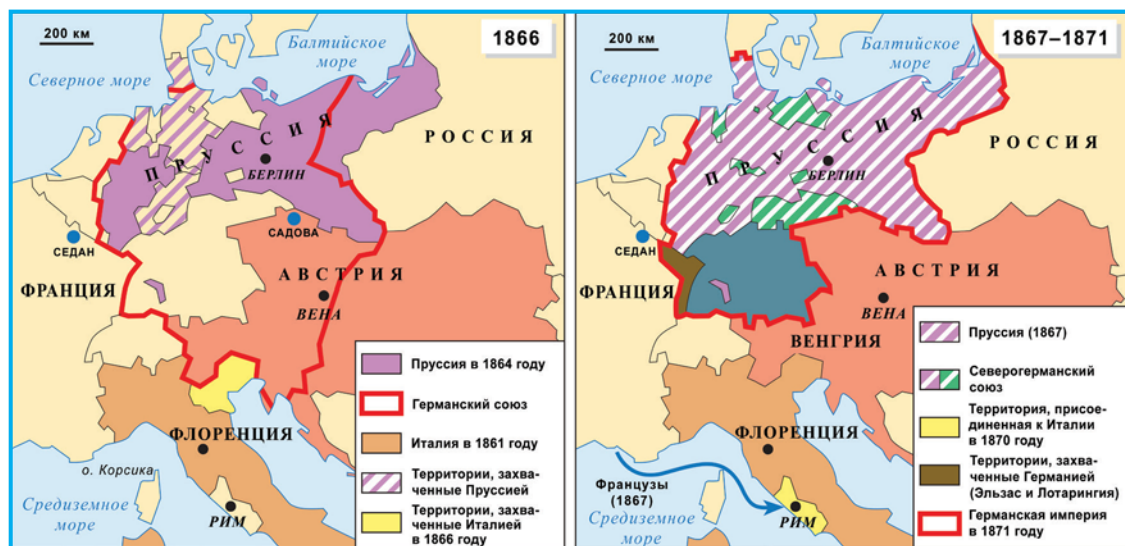 200 км
1866
Северное море
Балтийское
море
РОССИЯ
ПРУССИЯ
БЕРЛИН
САДОВА
СЕДАН
ФРАНЦИЯ
АВСТРИЯ
ВЕНА
ФЛОРЕНЦИЯ
о. Корсика
Средиземное
море
РИМ
Пруссия в 1864 году
Германский союз
Италия в 1861 году
Территории, захва-
ченные Пруссией
Территории, захва-
ченные Италией
в 1866 году
200 км
1867–1871
Северное море
Балтийское
море
РОССИЯ
ПРУССИЯ
БЕРЛИН
СЕДАН
ФРАНЦИЯ
АВСТРИЯ
ВЕНА
ВЕНГРИЯ
ФЛОРЕНЦИЯ
Французы
(1867)
Средиземное
море
РИМ
Пруссия (1867)
Северогерманский
союз
Территория, присое-
диненная к Италии
в 1870 году
Территории, захва-
ченные Германией
(Эльзас и Лотарингия)
Германская империя
в 1871 году